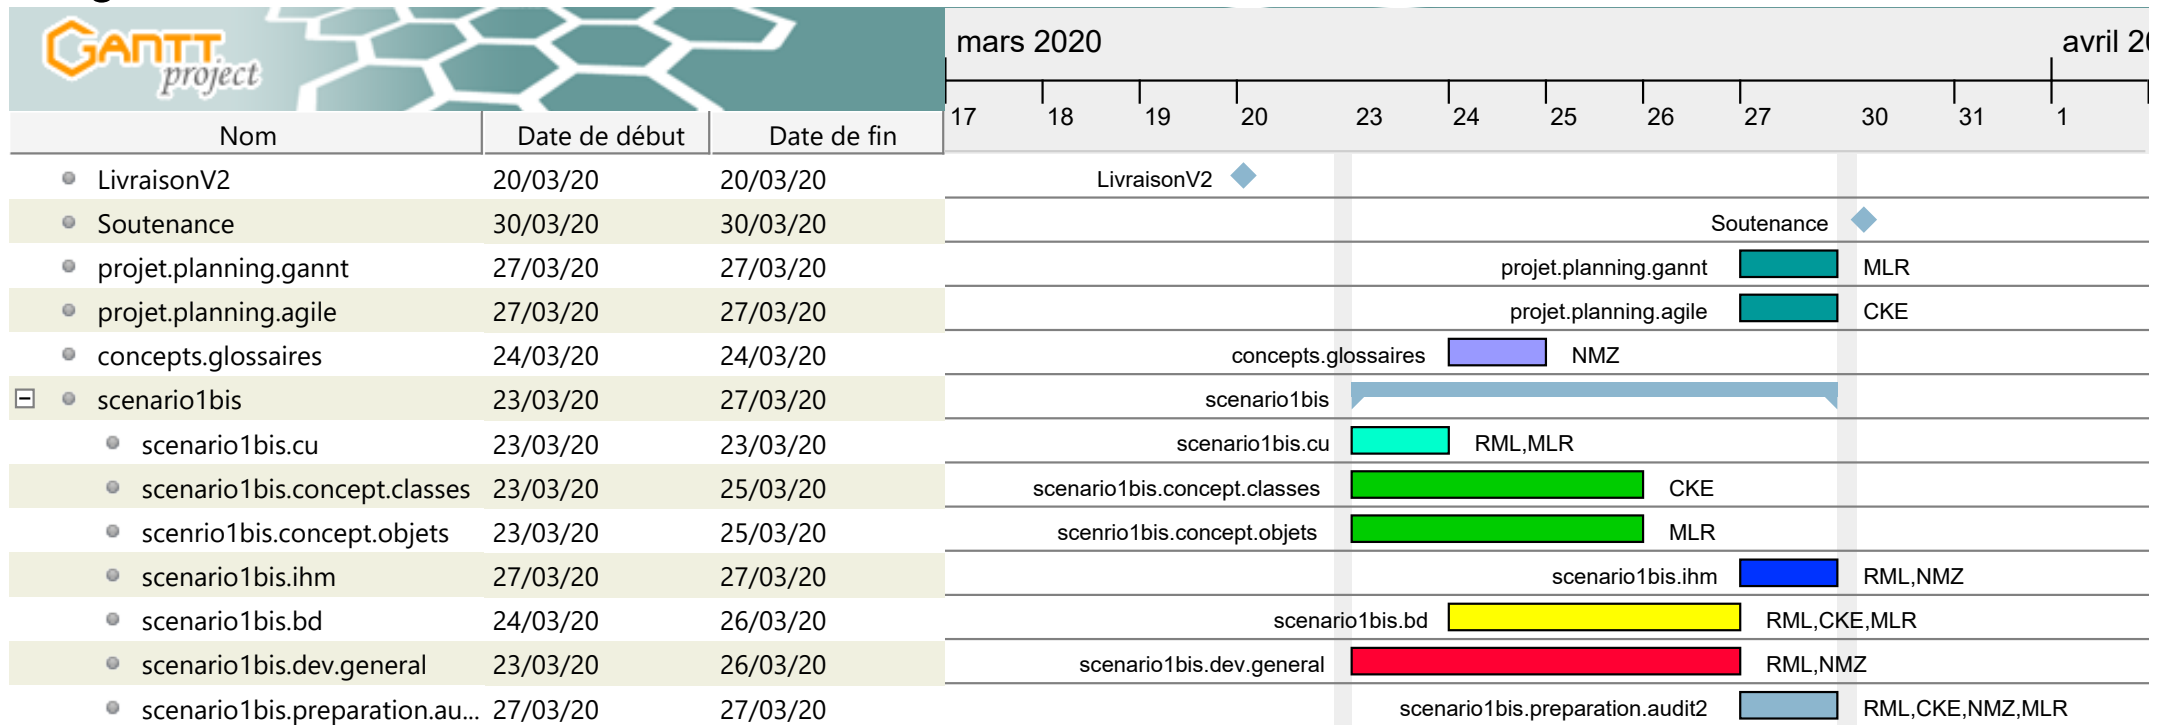 GANTT
project
mars 2020
avril 20
17 18 19 20 23 24 25 26 27 30 31 1
Nom Date de début Date de fin
LivraisonV2 20/03/20 20/03/20 LivraisonV2
Soutenance 30/03/20 30/03/20 Soutenance
projet.planning.gannt 27/03/20 27/03/20 projet.planning.gannt MLR
projet.planning.agile 27/03/20 27/03/20 projet.planning.agile CKE
concepts.glossaires 24/03/20 24/03/20 concepts.glossaires NMZ
scenario1bis 23/03/20 27/03/20 scenario1bis
scenario1bis.cu 23/03/20 23/03/20 scenario1bis.cu RML,MLR
scenario1bis.concept.classes 23/03/20 25/03/20 scenario1bis.concept.classes CKE
scenrio1bis.concept.objets 23/03/20 25/03/20 scenrio1bis.concept.objets MLR
scenario1bis.ihm 27/03/20 27/03/20 scenario1bis.ihm RML,NMZ
scenario1bis.bd 24/03/20 26/03/20 scenario1bis.bd RML,CKE,MLR
scenario1bis.dev.general 23/03/20 26/03/20 scenario1bis.dev.general RML,NMZ
scenario1bis.preparation.au... 27/03/20 27/03/20 scenario1bis.preparation.audit2 RML,CKE,NMZ,MLR